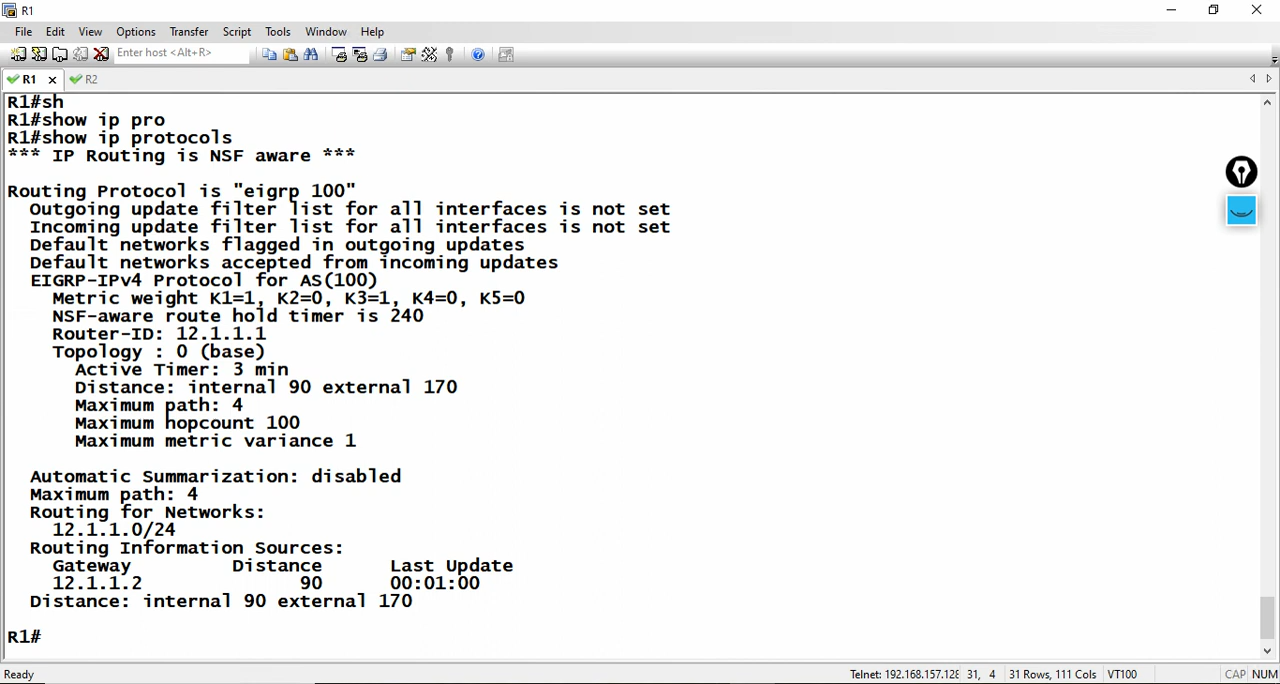 R1
File Edit View Options Transfer Script Tools Window Help
Enter host <Alt+R>
R1 R2
R1#sh
R1#show ip pro
R1#show ip protocols
*** IP Routing is NSF aware ***
Routing Protocol is "eigrp 100"
Outgoing update filter list for all interfaces is not set
Incoming update filter list for all interfaces is not set
Default networks flagged in outgoing updates
Default networks accepted from incoming updates
EIGRP-IPv4 Protocol for AS(100)
Metric weight K1=1, K2=0, K3=1, K4=0, K5=0
NSF-aware route hold timer is 240
Router-ID: 12.1.1.1
Topology : 0 (base)
Active Timer: 3 min
Distance: internal 90 external 170
Maximum path: 4
Maximum hopcount 100
Maximum metric variance 1
Automatic Summarization: disabled
Maximum path: 4
Routing for Networks:
12.1.1.0/24
Routing Information Sources:
Gateway Distance Last Update
12.1.1.2 90 00:01:00
Distance: internal 90 external 170
R1#
Ready Telnet: 192.168.157.128 31, 4 31 Rows, 111 Cols VT100 CAP NUM